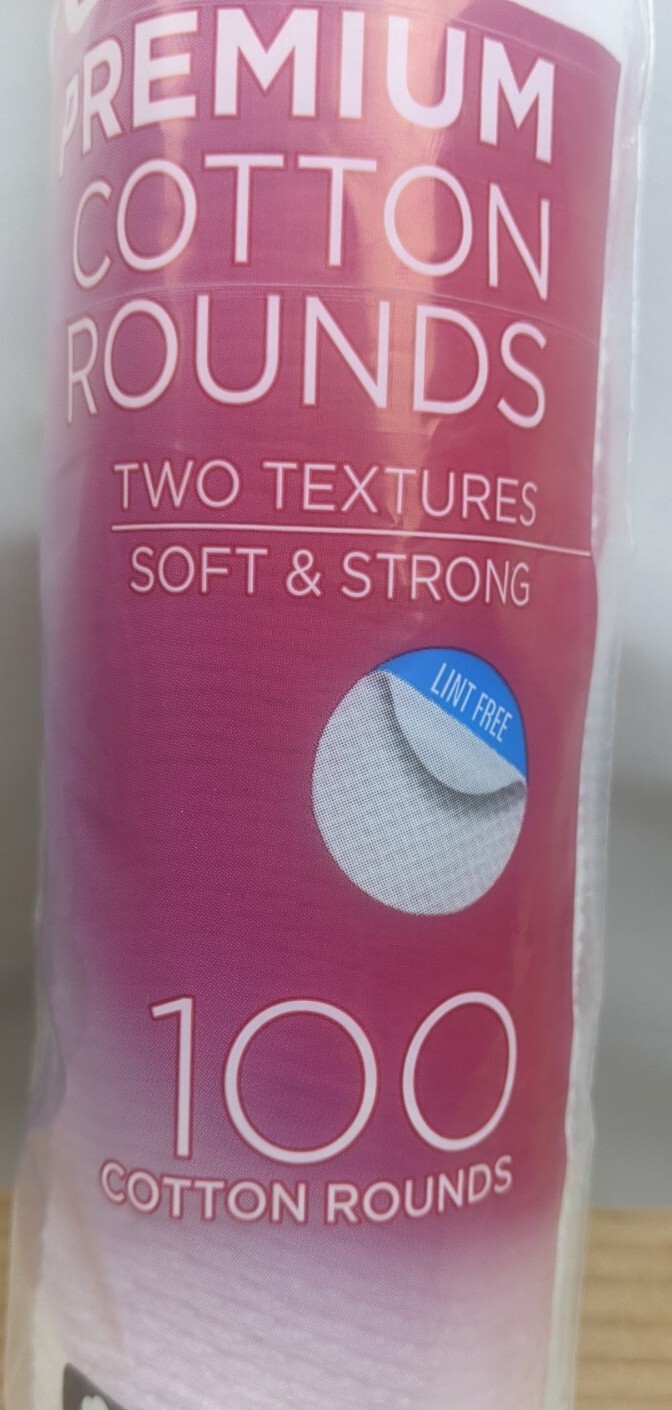 PREMIUM
COTTON
ROUNDS
TWO TEXTURES
SOFT & STRONG
LINT FREE
100
COTTON ROUNDS